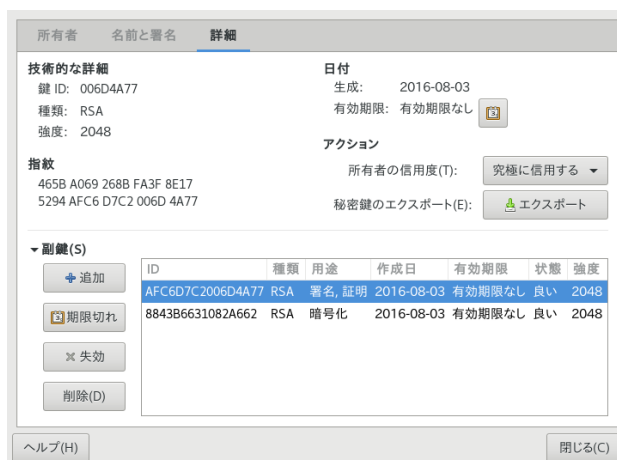 所有者 名前と署名 詳細
技術的な詳細
鍵 ID: 006D4A77
種類: RSA
強度: 2048
指紋
465B A069 268B FA3F 8E17
5294 AFC6 D7C2 006D 4A77
日付
生成: 2016-08-03
有効期限: 有効期限なし
アクション
所有者の信用度(T): 究極に信用する
秘密鍵のエクスポート(E): エクスポート
副鍵(S)
追加
期限切れ
失効
削除(D)
ID 種類 用途 作成日 有効期限 状態 強度
AFC6D7C2006D4A77 RSA 署名, 証明 2016-08-03 有効期限なし 良い 2048
8843B6631082A662 RSA 暗号化 2016-08-03 有効期限なし 良い 2048
ヘルプ(H) 閉じる(C)